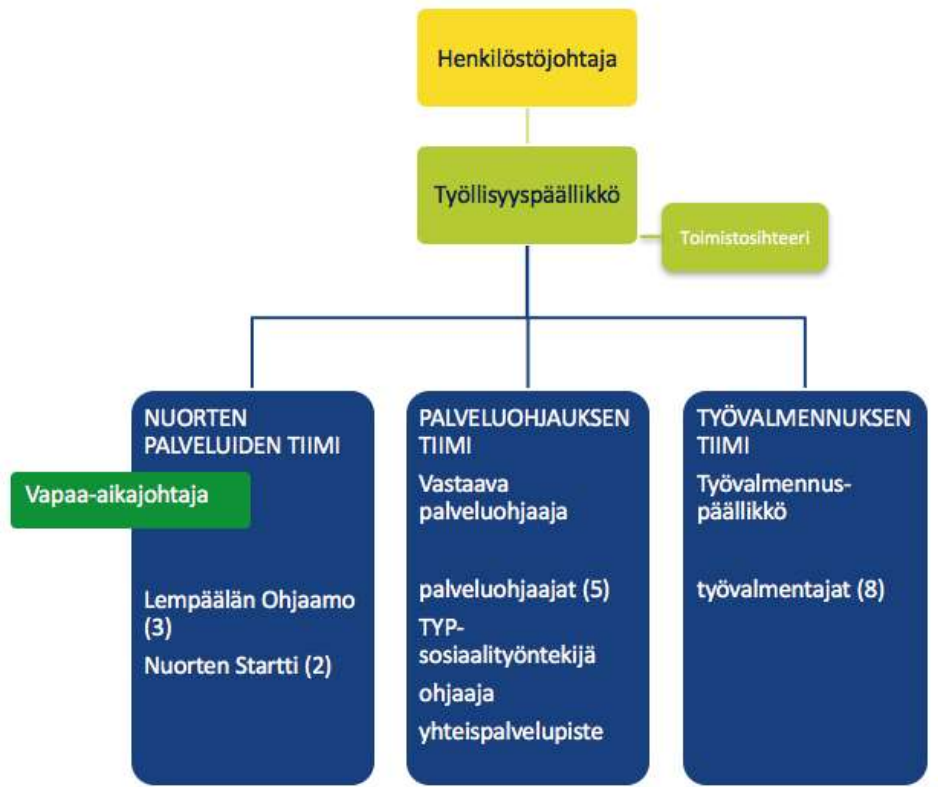 Henkilöstöjohtaja
Työllisyyspäällikkö
Toimistosihteeri
NUORTEN
PALVELUIDEN TIIMI
Vapaa-aikajohtaja
Lempäälän Ohjaamo
(3)
Nuorten Startti (2)
PALVELUOHJAUKSEN
TIIMI
Vastaava
palveluohjaaja
palveluohjaajat (5)
TYP-
sosiaalityöntekijä
ohjaaja
yhteispalvelupiste
TYÖVALMENNUKSEN
TIIMI
Työvalmennus-
päällikkö
työvalmentajat (8)